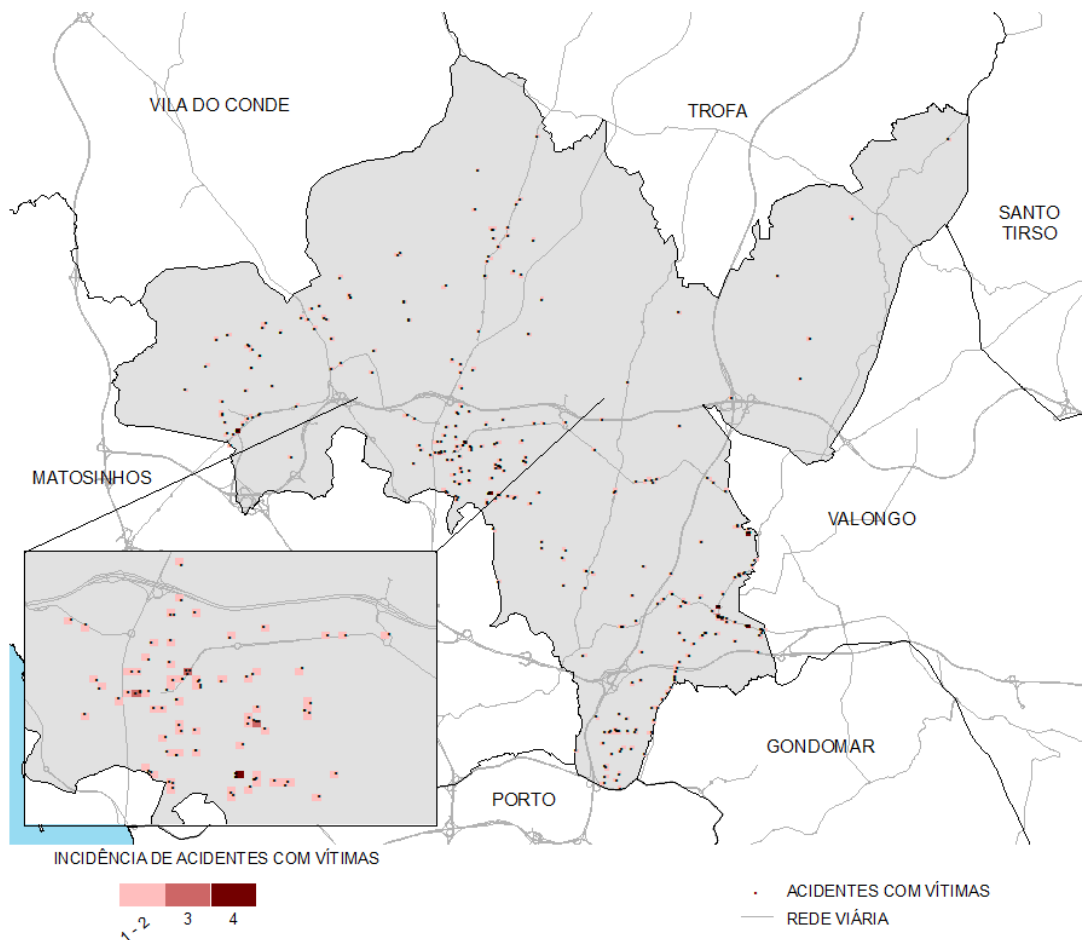 VILA DO CONDE
TROFA
SANTO
TIRSO
MATOSINHOS
VALONGO
GONDOMAR
PORTO
INCIDÊNCIA DE ACIDENTES COM VÍTIMAS
1 - 2
3
4
ACIDENTES COM VÍTIMAS
REDE VIÁRIA